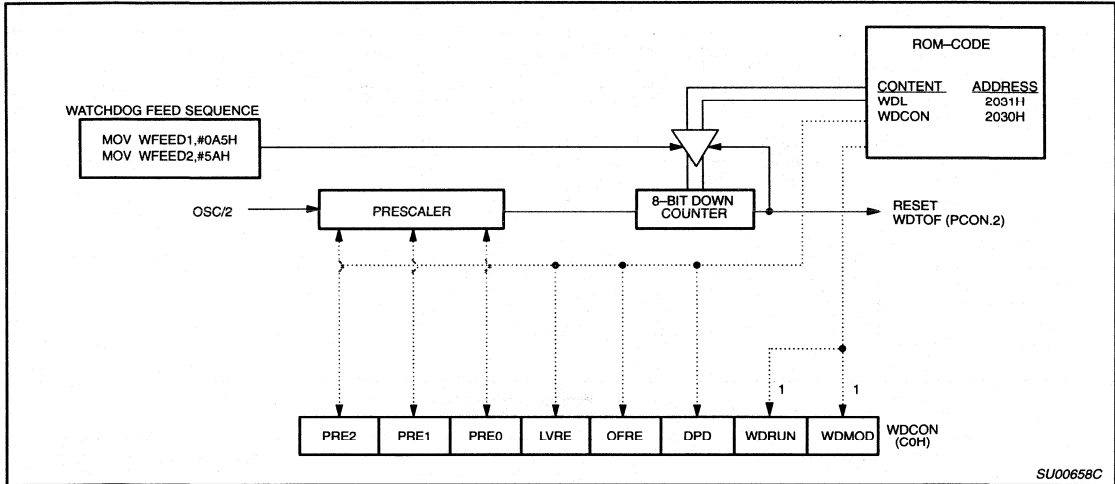 ROM–CODE
CONTENT ADDRESS
WDL 2031H
WDCON 2030H
WATCHDOG FEED SEQUENCE
MOV WFEED1,#0A5H
MOV WFEED2,#5AH
OSC/2
PRESCALER
8–BIT DOWN
COUNTER
RESET
WDTOF (PCON.2)
1 1
PRE2 PRE1 PRE0 LVRE OFRE DPD WDRUN WDMOD
WDCON
(C0H)
SU00658C